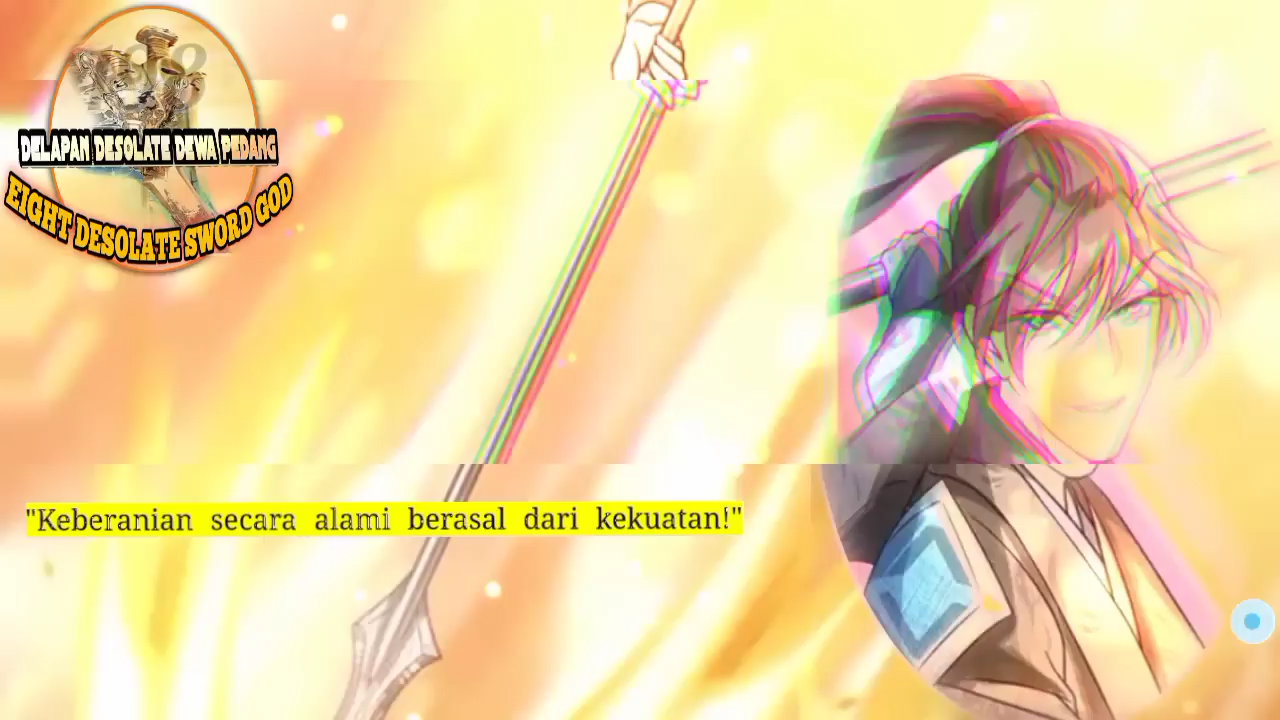 DELAPAN DESOLATE DEWA PEDANG
EIGHT DESOLATE SWORD GOD
"Keberanian secara alami berasal dari kekuatan!"